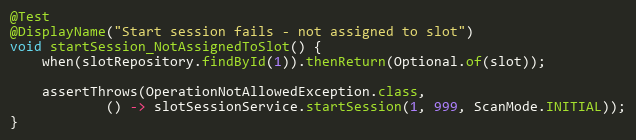 @Test
@DisplayName("Start session fails - not assigned to slot")
void startSession_NotAssignedToSlot() {
    when(slotRepository.findById(1)).thenReturn(Optional.of(slot));

    assertThrows(OperationNotAllowedException.class,
            () -> slotSessionService.startSession(1, 999, ScanMode.INITIAL));
}